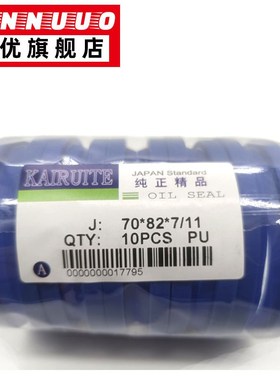 NNUUO
优旗舰店
KAIRUITE
JAPAN Standard
纯正精品
OIL SEAL
J: 70*82*7/11
QTY: 10PCS PU
A
0000000017795